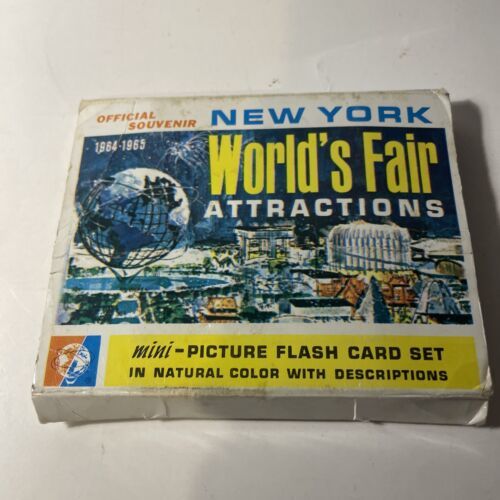 OFFICIAL
SOUVENIR
NEW YORK
1964-1965
World's Fair
ATTRACTIONS
mini-PICTURE FLASH CARD SET
IN NATURAL COLOR WITH DESCRIPTIONS